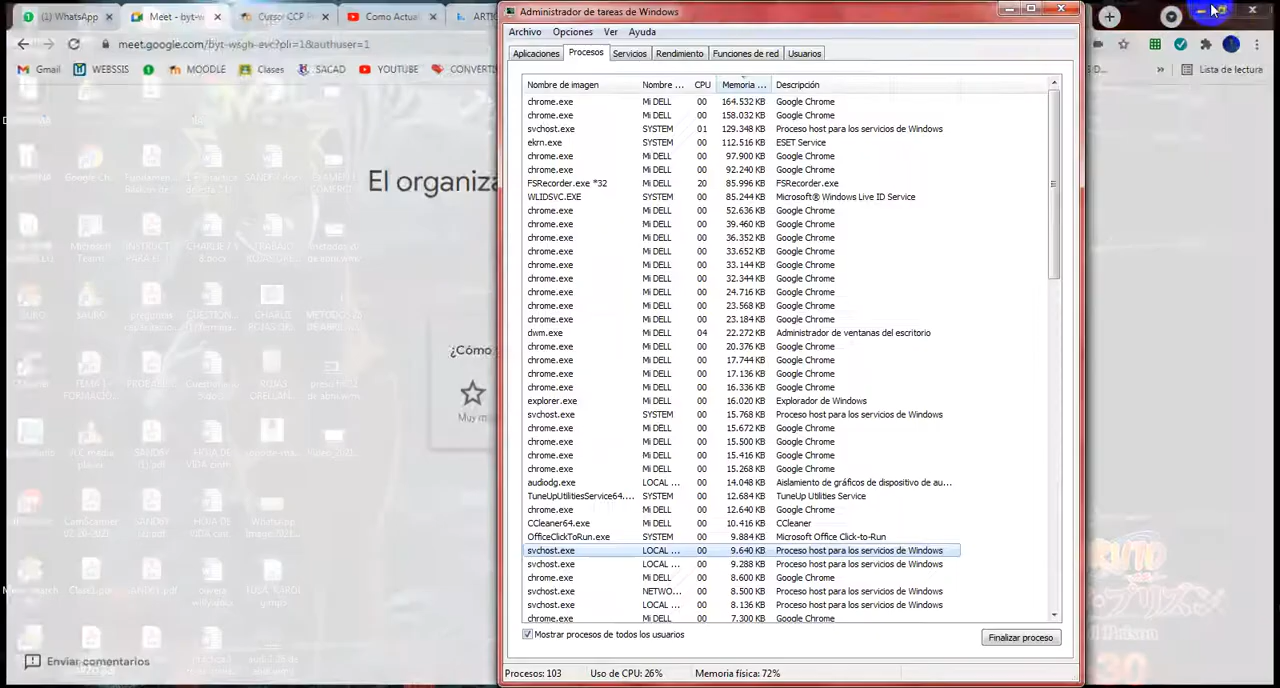 (1) WhatsApp
Meet - byt-w
Curso CCP
Como Actua
ARTIC
meet.google.com/byt-wsgh-evc?pli=1&authuser=1
Gmail
WEBSSIS
MOODLE
Clases
SACAD
YOUTUBE
CONVERTI
Lista de lectura
El organiza
¿Cómo
Enviar comentarios
Administrador de tareas de Windows
Archivo Opciones Ver Ayuda
Aplicaciones Procesos Servicios Rendimiento Funciones de red Usuarios
Nombre de imagen Nombre ... CPU Memoria ... Descripción
chrome.exe Mi DELL 00 164.532 KB Google Chrome
chrome.exe Mi DELL 00 158.032 KB Google Chrome
svchost.exe SYSTEM 01 129.348 KB Proceso host para los servicios de Windows
ekrn.exe SYSTEM 00 112.516 KB ESET Service
chrome.exe Mi DELL 00 97.900 KB Google Chrome
chrome.exe Mi DELL 00 92.240 KB Google Chrome
FSRecorder.exe *32 Mi DELL 20 85.996 KB FSRecorder.exe
WLIDSVC.EXE SYSTEM 00 85.244 KB Microsoft® Windows Live ID Service
chrome.exe Mi DELL 00 52.636 KB Google Chrome
chrome.exe Mi DELL 00 39.460 KB Google Chrome
chrome.exe Mi DELL 00 36.352 KB Google Chrome
chrome.exe Mi DELL 00 33.652 KB Google Chrome
chrome.exe Mi DELL 00 33.144 KB Google Chrome
chrome.exe Mi DELL 00 32.344 KB Google Chrome
chrome.exe Mi DELL 00 24.716 KB Google Chrome
chrome.exe Mi DELL 00 23.568 KB Google Chrome
chrome.exe Mi DELL 00 23.184 KB Google Chrome
dwm.exe Mi DELL 04 22.272 KB Administrador de ventanas del escritorio
chrome.exe Mi DELL 00 20.376 KB Google Chrome
chrome.exe Mi DELL 00 17.744 KB Google Chrome
chrome.exe Mi DELL 00 17.136 KB Google Chrome
chrome.exe Mi DELL 00 16.336 KB Google Chrome
explorer.exe Mi DELL 00 16.020 KB Explorador de Windows
svchost.exe SYSTEM 00 15.768 KB Proceso host para los servicios de Windows
chrome.exe Mi DELL 00 15.672 KB Google Chrome
chrome.exe Mi DELL 00 15.500 KB Google Chrome
chrome.exe Mi DELL 00 15.416 KB Google Chrome
chrome.exe Mi DELL 00 15.268 KB Google Chrome
audiodg.exe LOCAL ... 00 14.048 KB Aislamiento de gráficos de dispositivo de au...
TuneUpUtilitiesService64.... SYSTEM 00 12.684 KB TuneUp Utilities Service
chrome.exe Mi DELL 00 12.640 KB Google Chrome
CCleaner64.exe Mi DELL 00 10.416 KB CCleaner
OfficeClickToRun.exe SYSTEM 00 9.884 KB Microsoft Office Click-to-Run
svchost.exe LOCAL ... 00 9.640 KB Proceso host para los servicios de Windows
svchost.exe LOCAL ... 00 9.288 KB Proceso host para los servicios de Windows
chrome.exe Mi DELL 00 8.600 KB Google Chrome
svchost.exe NETWO... 00 8.500 KB Proceso host para los servicios de Windows
svchost.exe LOCAL ... 00 8.136 KB Proceso host para los servicios de Windows
chrome.exe Mi DELL 00 7.300 KB Google Chrome
Mostrar procesos de todos los usuarios
Finalizar proceso
Procesos: 103 Uso de CPU: 26% Memoria física: 72%